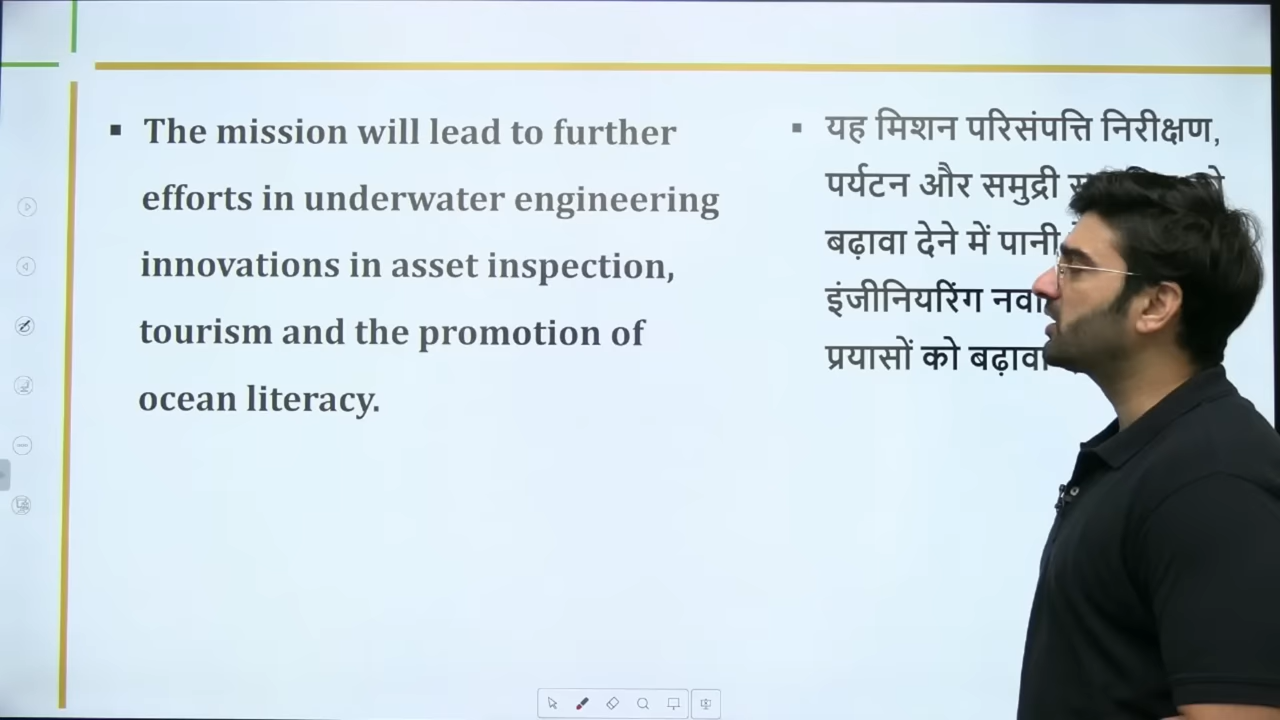 The mission will lead to further
efforts in underwater engineering
innovations in asset inspection,
tourism and the promotion of
ocean literacy.
यह मिशन परिसंपत्ति निरीक्षण,
पर्यटन और समुद्री
बढ़ावा देने में पानी
इंजीनियरिंग
प्रयासों को बढ़ावा